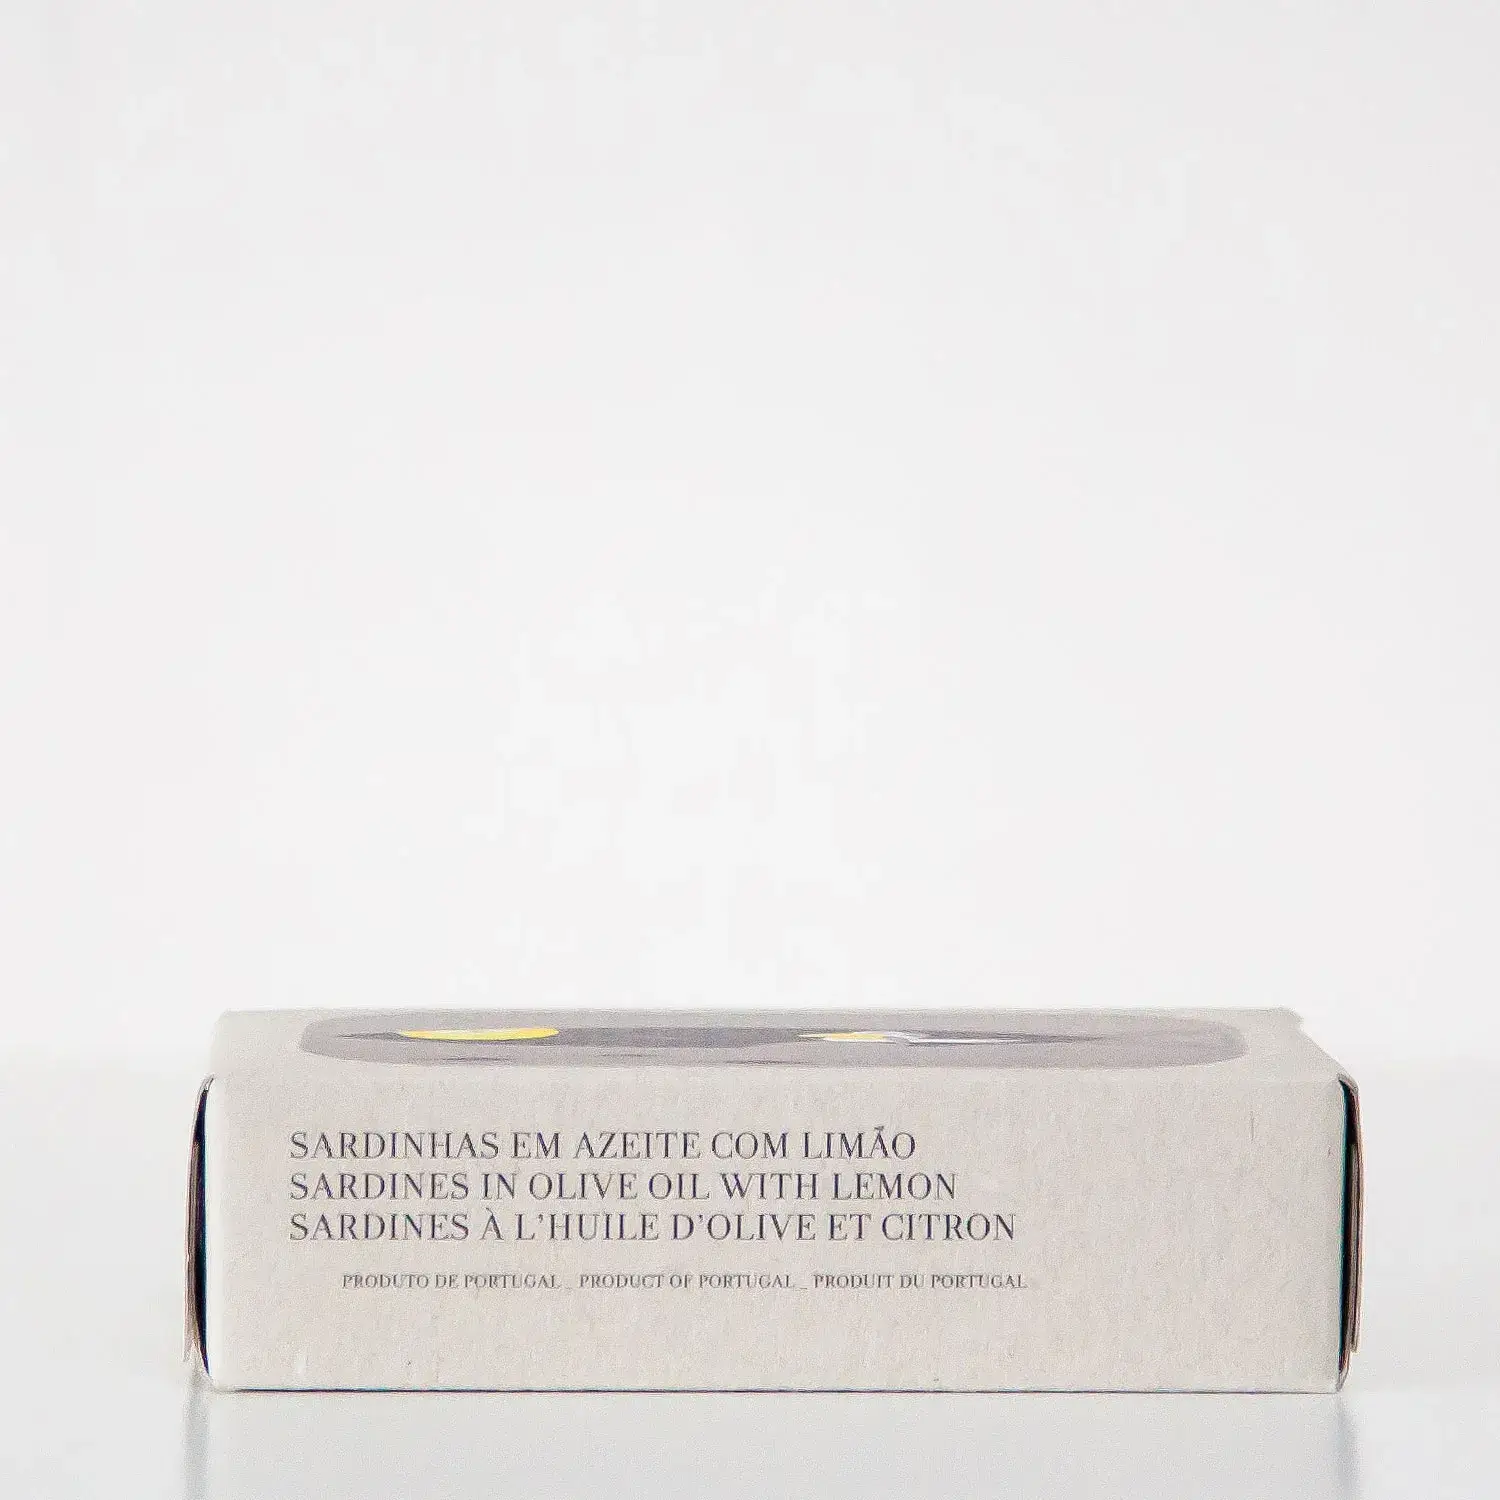 SARDINHAS EM AZEITE COM LIMÃO
SARDINES IN OLIVE OIL WITH LEMON
SARDINES À L'HUILE D'OLIVE ET CITRON
PRODUTO DE PORTUGAL _ PRODUCT OF PORTUGAL _ PRODUIT DU PORTUGAL